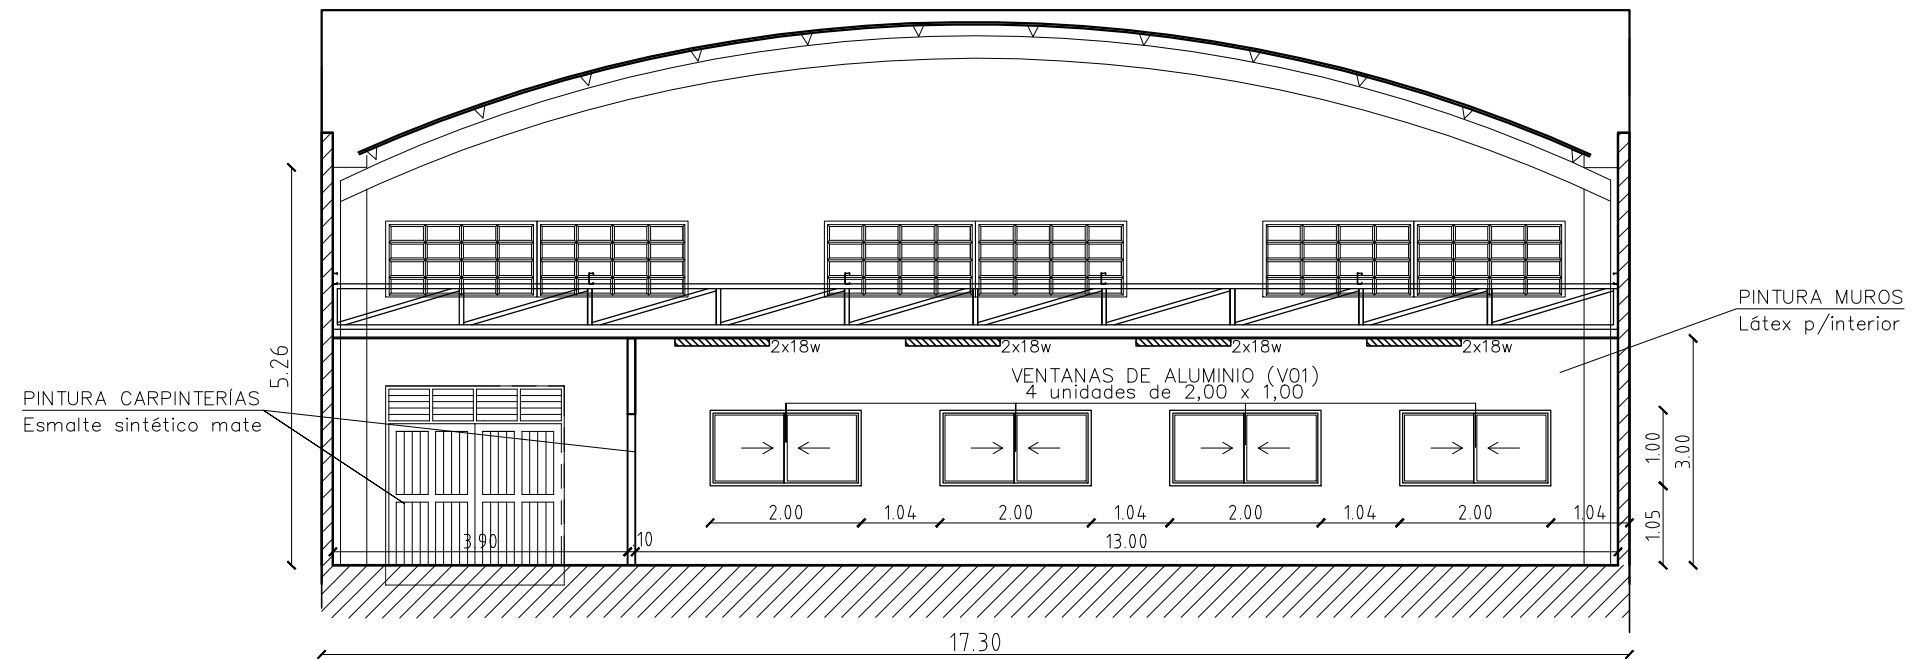 PINTURA MUROS
Látex p/interior
5.26
2x18w
2x18w
2x18w
2x18w
VENTANAS DE ALUMINIO (V01)
4 unidades de 2,00 x 1,00
PINTURA CARPINTERÍAS
Esmalte sintético mate
1.00
3.00
1.05
2.00
1.04
2.00
1.04
2.00
1.04
2.00
1.04
3.90
.10
13.00
17.30